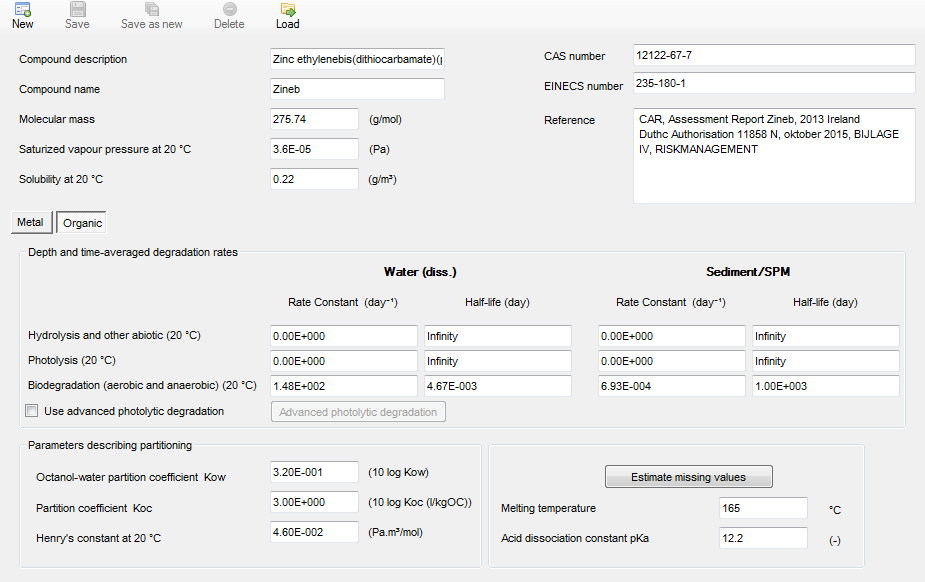 New Save Save as new Delete Load
Compound description Zinc ethylenebis(dithiocarbamate)(
CAS number 12122-67-7
Compound name Zineb
EINECS number 235-180-1
Molecular mass 275.74 (g/mol)
Reference CAR, Assessment Report Zineb, 2013 Ireland
Duthc Authorisation 11858 N, oktober 2015, BIJLAGE
IV, RISKMANAGEMENT
Saturized vapour pressure at 20 °C 3.6E-05 (Pa)
Solubility at 20 °C 0.22 (g/m³)
Metal Organic
Depth and time-averaged degradation rates
Water (diss.) Sediment/SPM
Rate Constant (day⁻¹) Half-life (day) Rate Constant (day⁻¹) Half-life (day)
Hydrolysis and other abiotic (20 °C) 0.00E+000 Infinity 0.00E+000 Infinity
Photolysis (20 °C) 0.00E+000 Infinity 0.00E+000 Infinity
Biodegradation (aerobic and anaerobic) (20 °C) 1.48E+002 4.67E-003 6.93E-004 1.00E+003
Use advanced photolytic degradation Advanced photolytic degradation
Parameters describing partitioning
Octanol-water partition coefficient Kow 3.20E-001 (10 log Kow)
Partition coefficient Koc 3.00E+000 (10 log Koc (l/kgOC))
Henry's constant at 20 °C 4.60E-002 (Pa.m³/mol)
Estimate missing values
Melting temperature 165 °C
Acid dissociation constant pKa 12.2 (-)